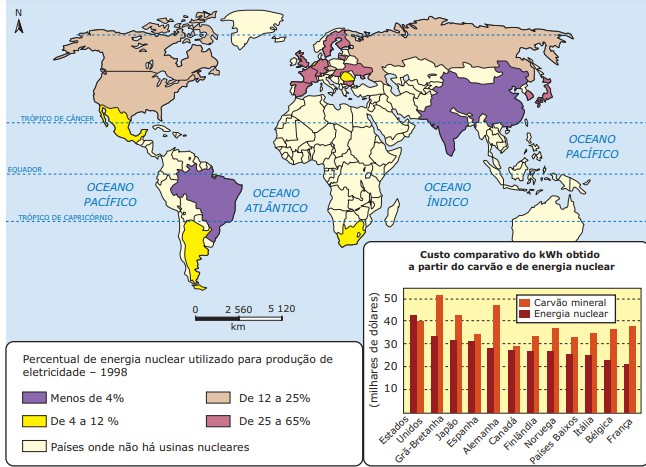 N
TRÓPICO DE CÂNCER
OCEANO
PACÍFICO
EQUADOR
OCEANO
PACÍFICO
OCEANO
ATLÂNTICO
OCEANO
ÍNDICO
TRÓPICO DE CAPRICÓRNIO
0 2 560 5 120
km
Percentual de energia nuclear utilizado para produção de
eletricidade – 1998
Menos de 4%
De 12 a 25%
De 4 a 12 %
De 25 a 65%
Países onde não há usinas nucleares
Custo comparativo do kWh obtido
a partir do carvão e de energia nuclear
(milhares de dólares)
50
40
30
20
10
Carvão mineral
Energia nuclear
Estados
Unidos
Grã-Bretanha
Japão
Espanha
Alemanha
Canadá
Finlândia
Noruega
Países Baixos
Itália
Bélgica
França